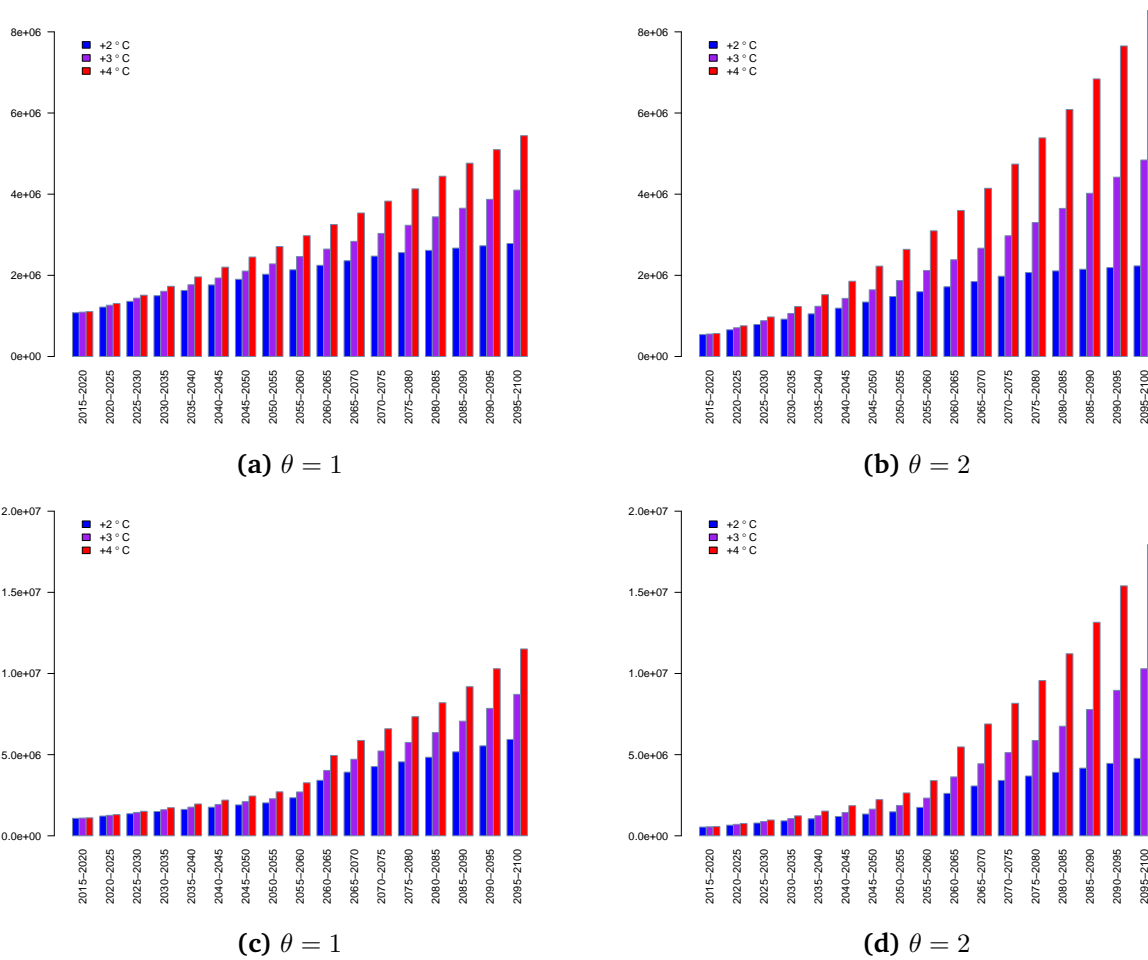 8e+06
6e+06
4e+06
2e+06
0e+00
+2 ° C
+3 ° C
+4 ° C
2015–2020
2020–2025
2025–2030
2030–2035
2035–2040
2040–2045
2045–2050
2050–2055
2055–2060
2060–2065
2065–2070
2070–2075
2075–2080
2080–2085
2085–2090
2090–2095
2095–2100
(a) θ = 1
8e+06
6e+06
4e+06
2e+06
0e+00
+2 ° C
+3 ° C
+4 ° C
2015–2020
2020–2025
2025–2030
2030–2035
2035–2040
2040–2045
2045–2050
2050–2055
2055–2060
2060–2065
2065–2070
2070–2075
2075–2080
2080–2085
2085–2090
2090–2095
2095–2100
(b) θ = 2
2.0e+07
1.5e+07
1.0e+07
5.0e+06
0.0e+00
+2 ° C
+3 ° C
+4 ° C
2015–2020
2020–2025
2025–2030
2030–2035
2035–2040
2040–2045
2045–2050
2050–2055
2055–2060
2060–2065
2065–2070
2070–2075
2075–2080
2080–2085
2085–2090
2090–2095
2095–2100
(c) θ = 1
2.0e+07
1.5e+07
1.0e+07
5.0e+06
0.0e+00
+2 ° C
+3 ° C
+4 ° C
2015–2020
2020–2025
2025–2030
2030–2035
2035–2040
2040–2045
2045–2050
2050–2055
2055–2060
2060–2065
2065–2070
2070–2075
2075–2080
2080–2085
2085–2090
2090–2095
2095–2100
(d) θ = 2